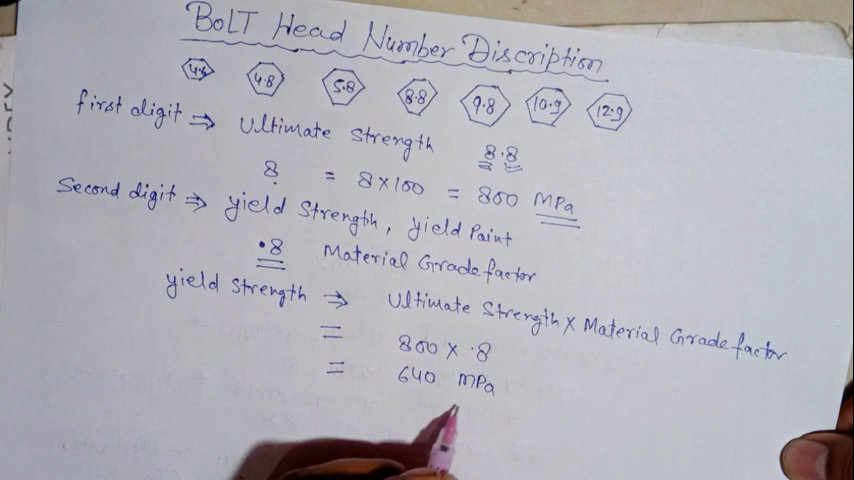 BOLT Head Number Discription
4.6 4.8 5.8 8.8 9.8 10.9 12.9
first digit ⇒ Ultimate Strength 8.8
8 = 8×100 = 800 MPa
Second digit ⇒ yield Strength, yield Point
.8 Material Grade factor
yield Strength ⇒ Ultimate Strength × Material Grade factor
= 800 × .8
= 640 MPa